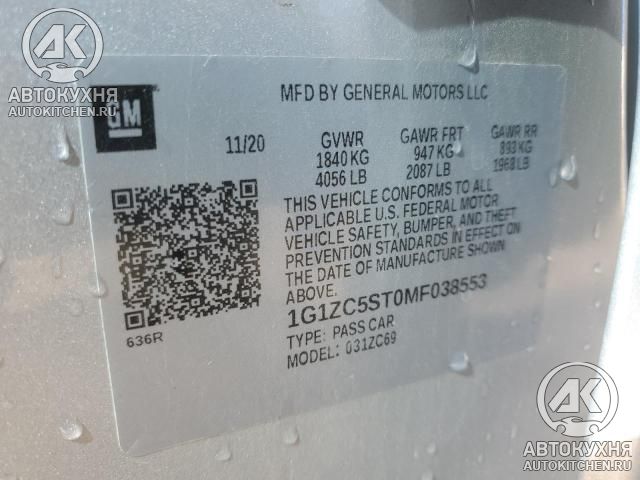 AK
АВТОКУХНЯ
AUTOKITCHEN.RU
GM
MFD BY GENERAL MOTORS LLC
11/20 GVWR GAWR FRT GAWR RR
1840 KG 947 KG 893 KG
4056 LB 2087 LB 1968 LB
THIS VEHICLE CONFORMS TO ALL
APPLICABLE U.S. FEDERAL MOTOR
VEHICLE SAFETY, BUMPER, AND THEFT
PREVENTION STANDARDS IN EFFECT ON
THE DATE OF MANUFACTURE SHOWN
ABOVE.
1G1ZC5ST0MF038553
TYPE: PASS CAR
MODEL: 031ZC69
636R
AK
АВТОКУХНЯ
AUTOKITCHEN.RU